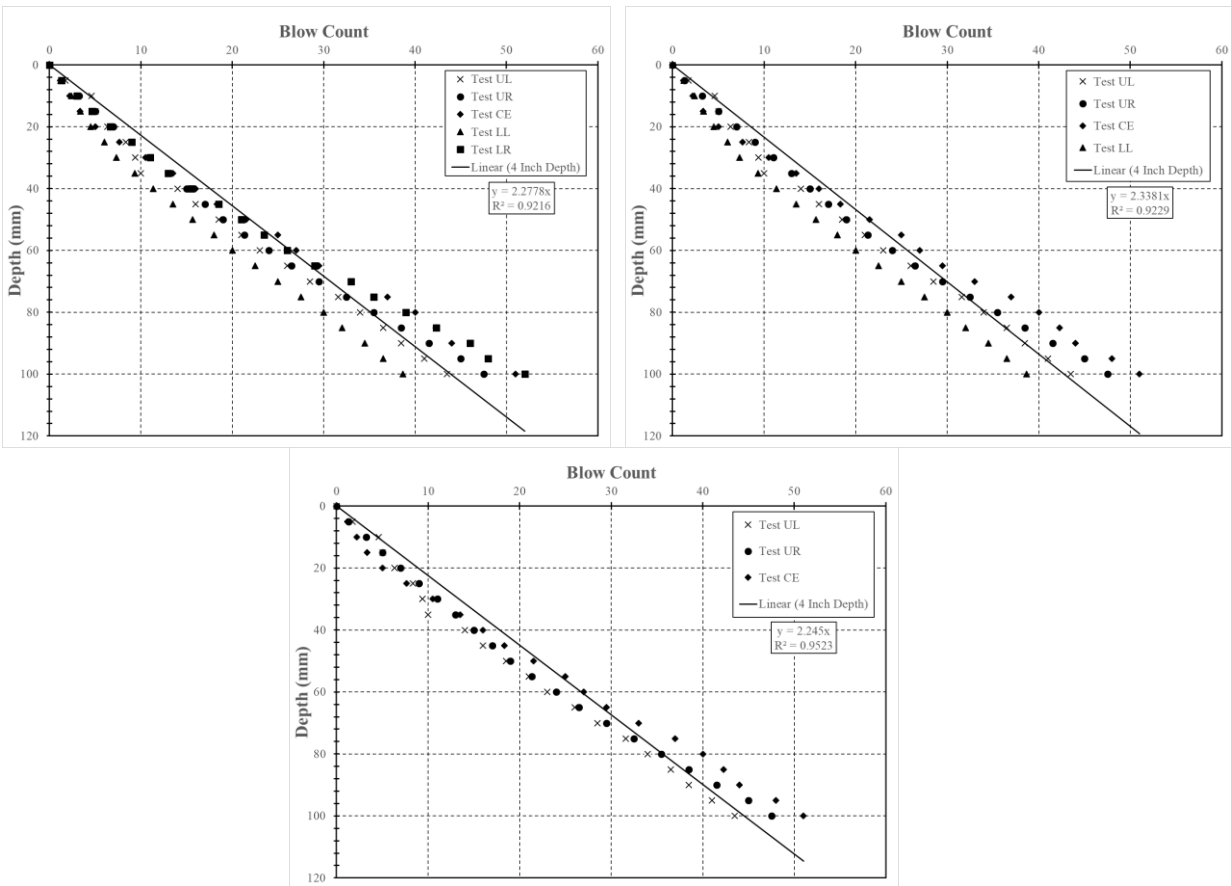 Blow Count
0 10 20 30 40 50 60
0
20
40
60
80
100
120
Depth (mm)
Test UL
Test UR
Test CE
Test LL
Test LR
Linear (4 Inch Depth)
y = 2.2778x
R² = 0.9216
Blow Count
0 10 20 30 40 50 60
0
20
40
60
80
100
120
Depth (mm)
Test UL
Test UR
Test CE
Test LL
Linear (4 Inch Depth)
y = 2.3381x
R² = 0.9229
Blow Count
0 10 20 30 40 50 60
0
20
40
60
80
100
120
Depth (mm)
Test UL
Test UR
Test CE
Linear (4 Inch Depth)
y = 2.245x
R² = 0.9523